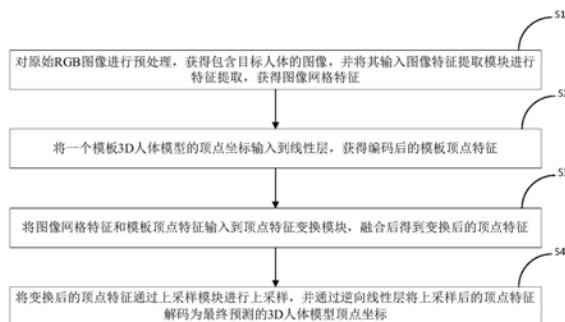 S1
对原始RGB图像进行预处理，获得包含目标人体的图像，并将其输入图像特征提取模块进行
特征提取，获得图像网格特征
S2
将一个模板3D人体模型的顶点坐标输入到线性层，获得编码后的模板顶点特征
S3
将图像网格特征和模板顶点特征输入到顶点特征变换模块，融合后得到变换后的顶点特征
S4
将变换后的顶点特征通过上采样模块进行上采样，并通过逆向线性层将上采样后的顶点特征
解码为最终预测的3D人体模型顶点坐标